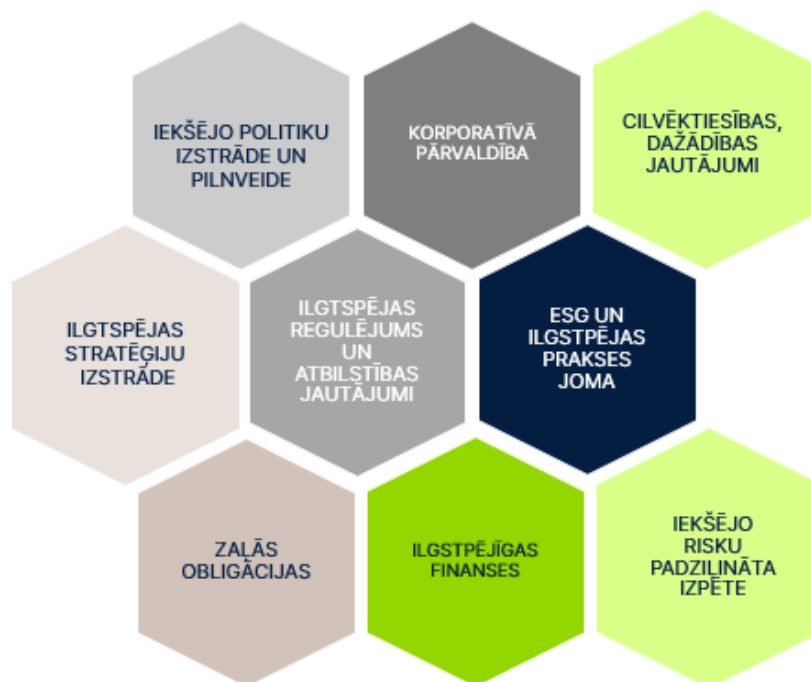 IEKŠĒJO POLITIKU
IZSTRĀDE UN
PILNVEIDE
KORPORATĪVĀ
PĀRVALDĪBA
CILVĒKTIESĪBAS,
DAŽĀDĪBAS
JAUTĀJUMI
ILGTSPĒJAS
STRATĒĢIJU
IZSTRĀDE
ILGTSPĒJAS
REGULĒJUMS
UN
ATBILSTĪBAS
JAUTĀJUMI
ESG UN
ILGSTPĒJAS
PRAKSES
JOMA
ZAĻĀS
OBLIGĀCIJAS
ILGSTPĒJĪGAS
FINANSES
IEKŠĒJO
RISKU
PADZIĻINĀTA
IZPĒTE